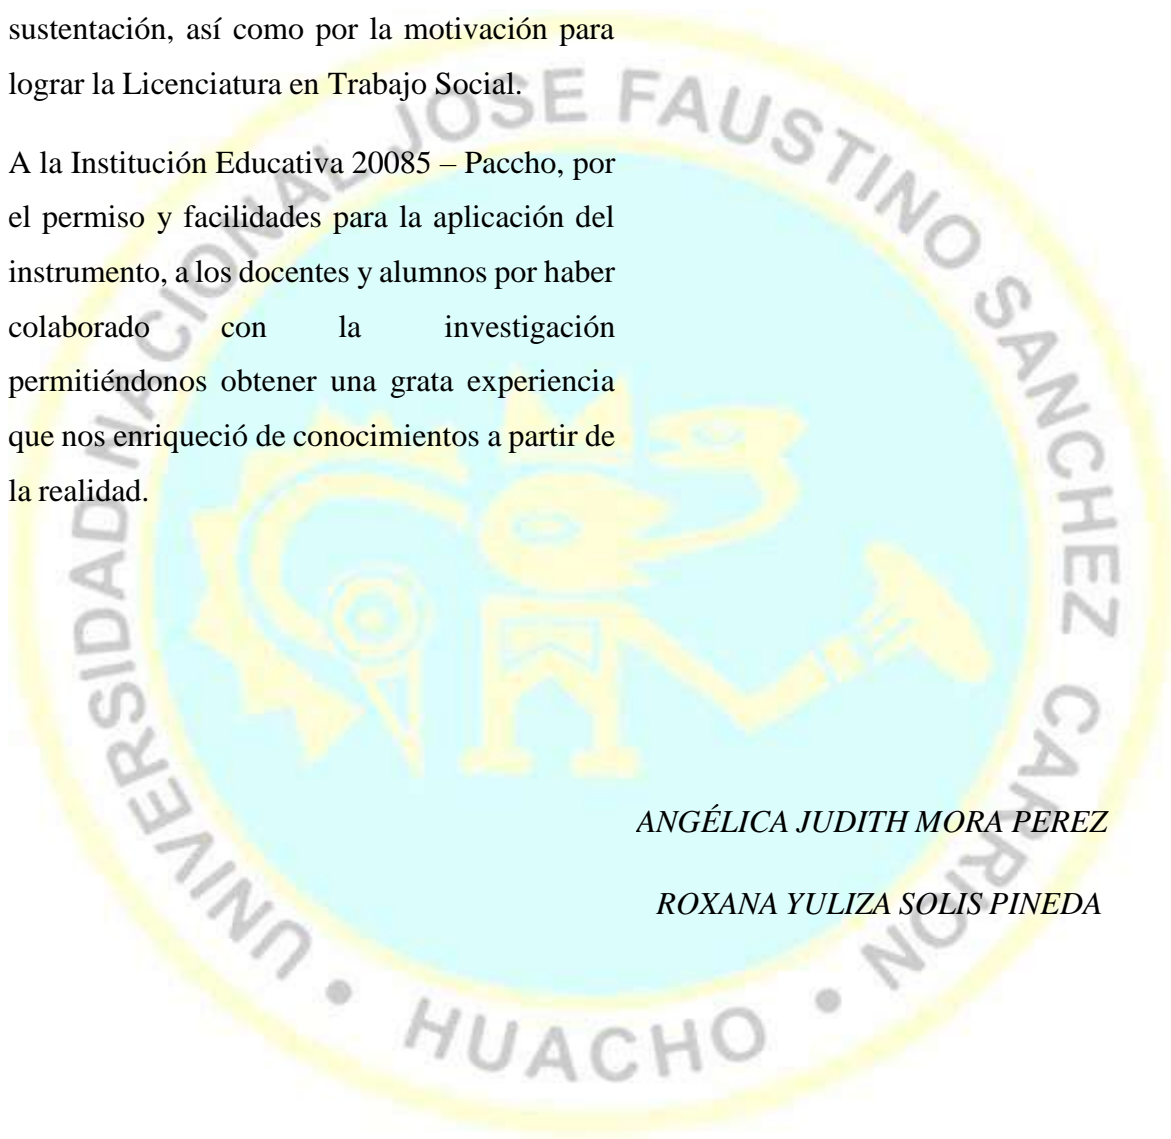 sustentación, así como por la motivación para
lograr la Licenciatura en Trabajo Social.
A la Institución Educativa 20085 – Paccho, por
el permiso y facilidades para la aplicación del
instrumento, a los docentes y alumnos por haber
colaborado con la investigación
permitiéndonos obtener una grata experiencia
que nos enriqueció de conocimientos a partir de
la realidad.
ANGÉLICA JUDITH MORA PEREZ
ROXANA YULIZA SOLIS PINEDA
UNIVERSIDAD NACIONAL JOSE FAUSTINO SANCHEZ CARRION • HUACHO •